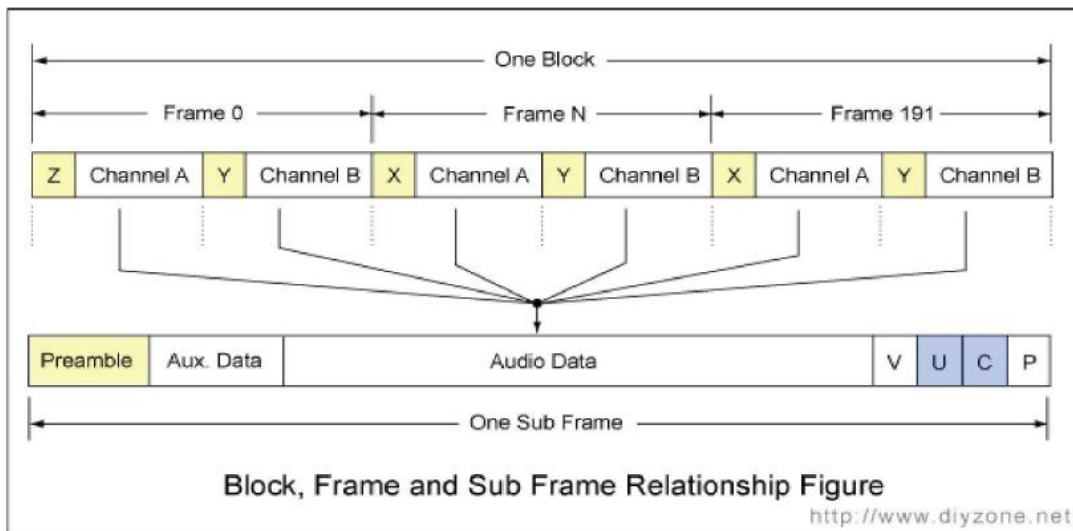 One Block
Frame 0 Frame N Frame 191
Z Channel A Y Channel B X Channel A Y Channel B X Channel A Y Channel B
Preamble Aux. Data Audio Data V U C P
One Sub Frame
Block, Frame and Sub Frame Relationship Figure
http://www.diyzone.net